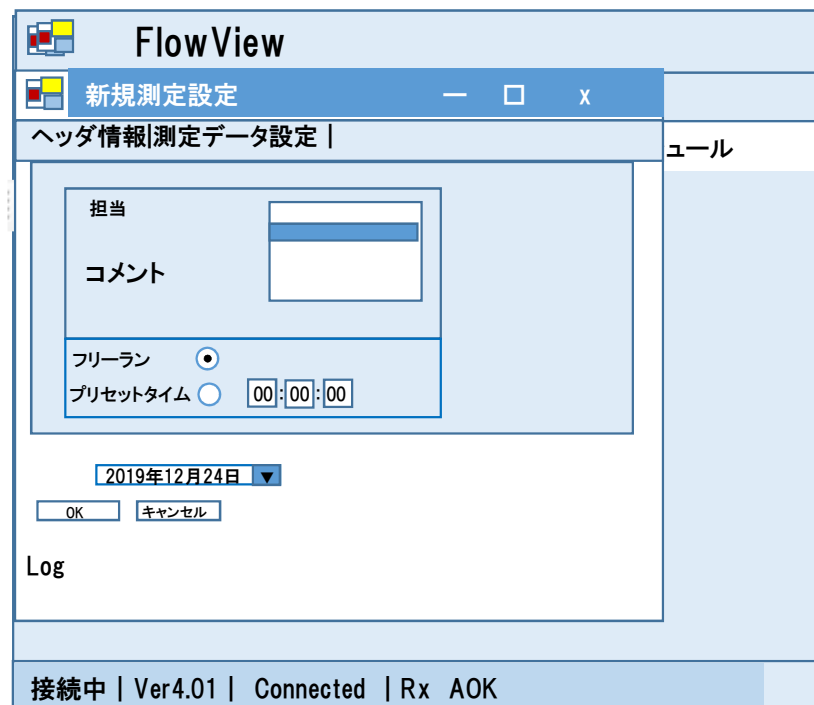 FlowView
新規測定設定 － □ x
ヘッダ情報|測定データ設定 |
ュール
担当
コメント
フリーラン
プリセットタイム 00:00:00
2019年12月24日 ▼
OK キャンセル
Log
接続中 | Ver4.01 | Connected | Rx AOK